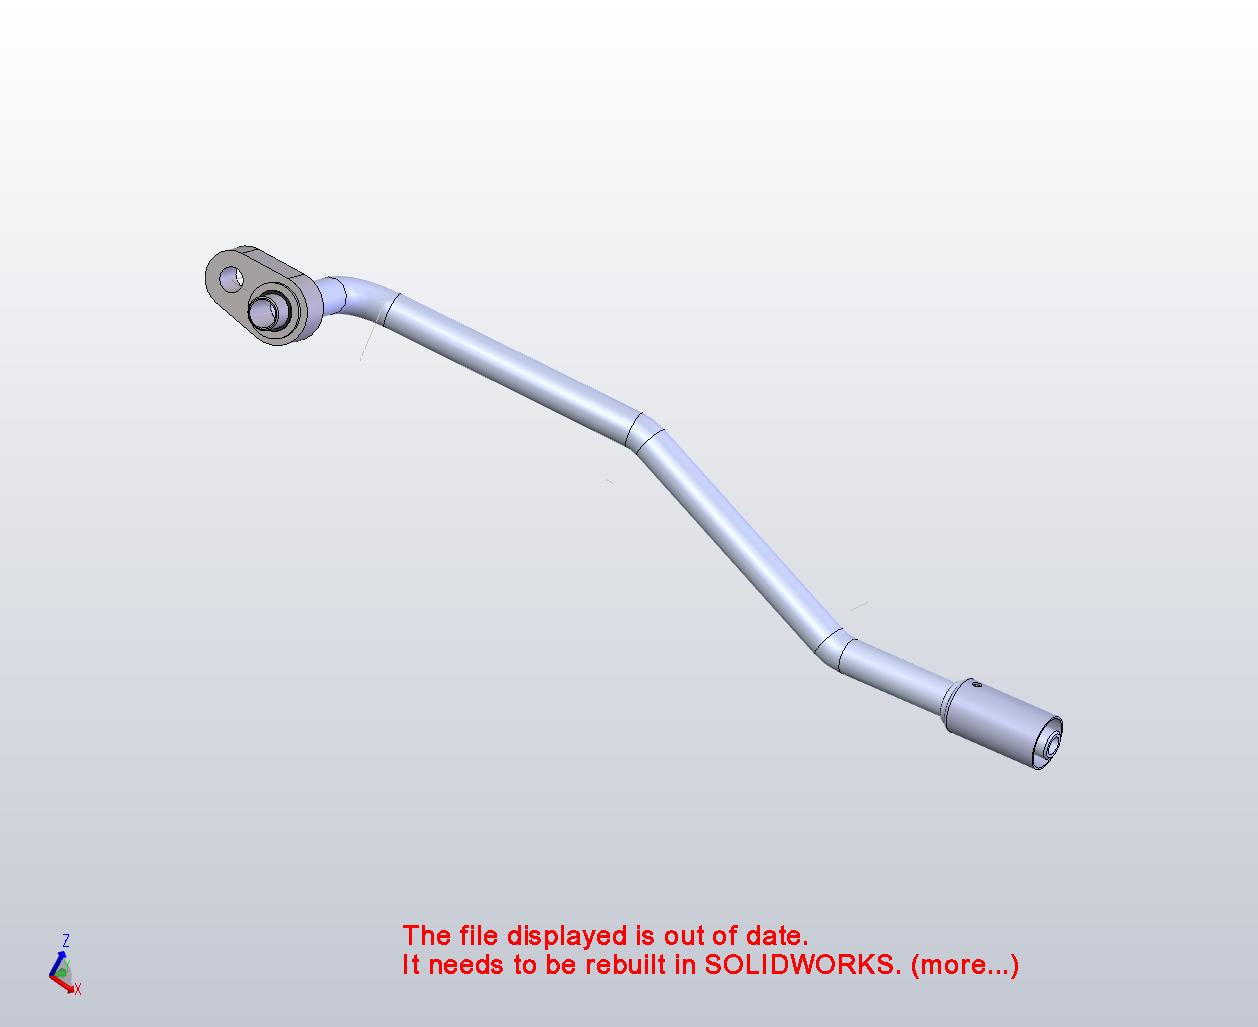 The file displayed is out of date.
It needs to be rebuilt in SOLIDWORKS. (more...)
Z
X